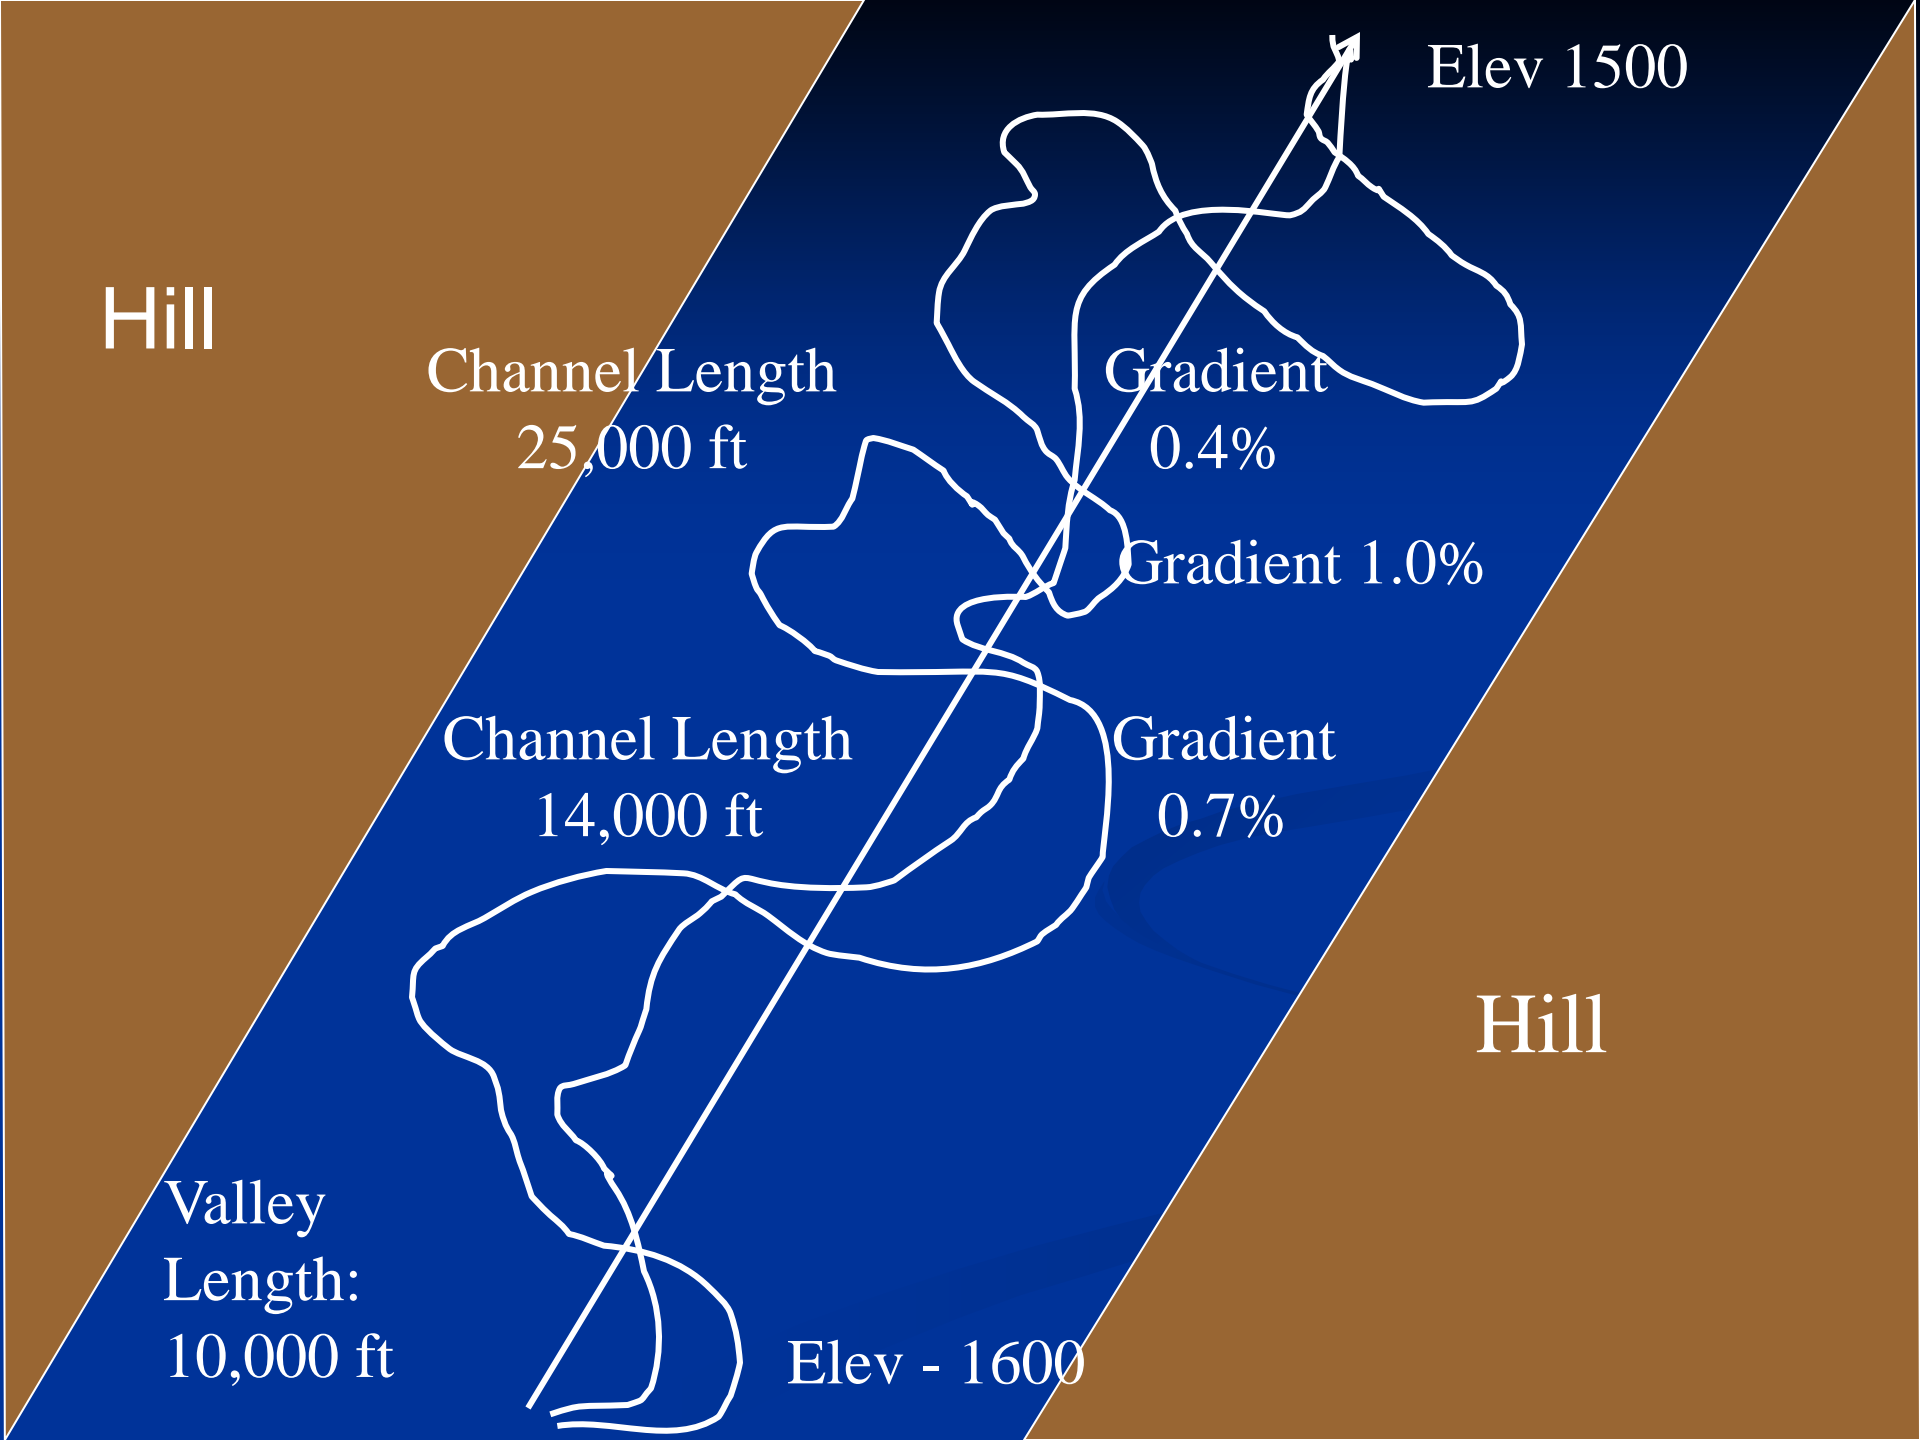 Elev 1500
Hill
Channel Length
25,000 ft
Gradient
0.4%
Gradient 1.0%
Channel Length
14,000 ft
Gradient
0.7%
Hill
Valley
Length:
10,000 ft
Elev - 1600